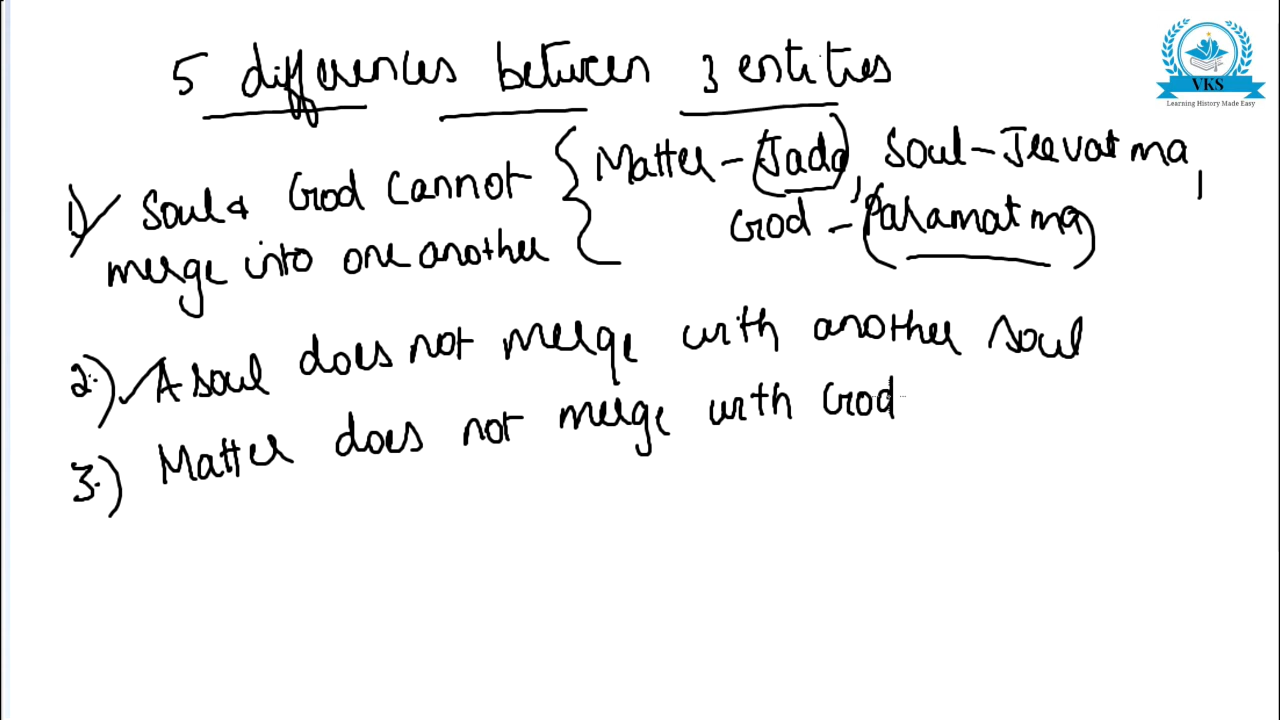 5 differences between 3 entities
VKS
Learning History Made Easy
1) Soul & God cannot
merge into one another
Matter - (Jada), Soul - Jeevatma,
God - (Paramatma)
2.) A soul does not merge with another soul
3.) Matter does not merge with God